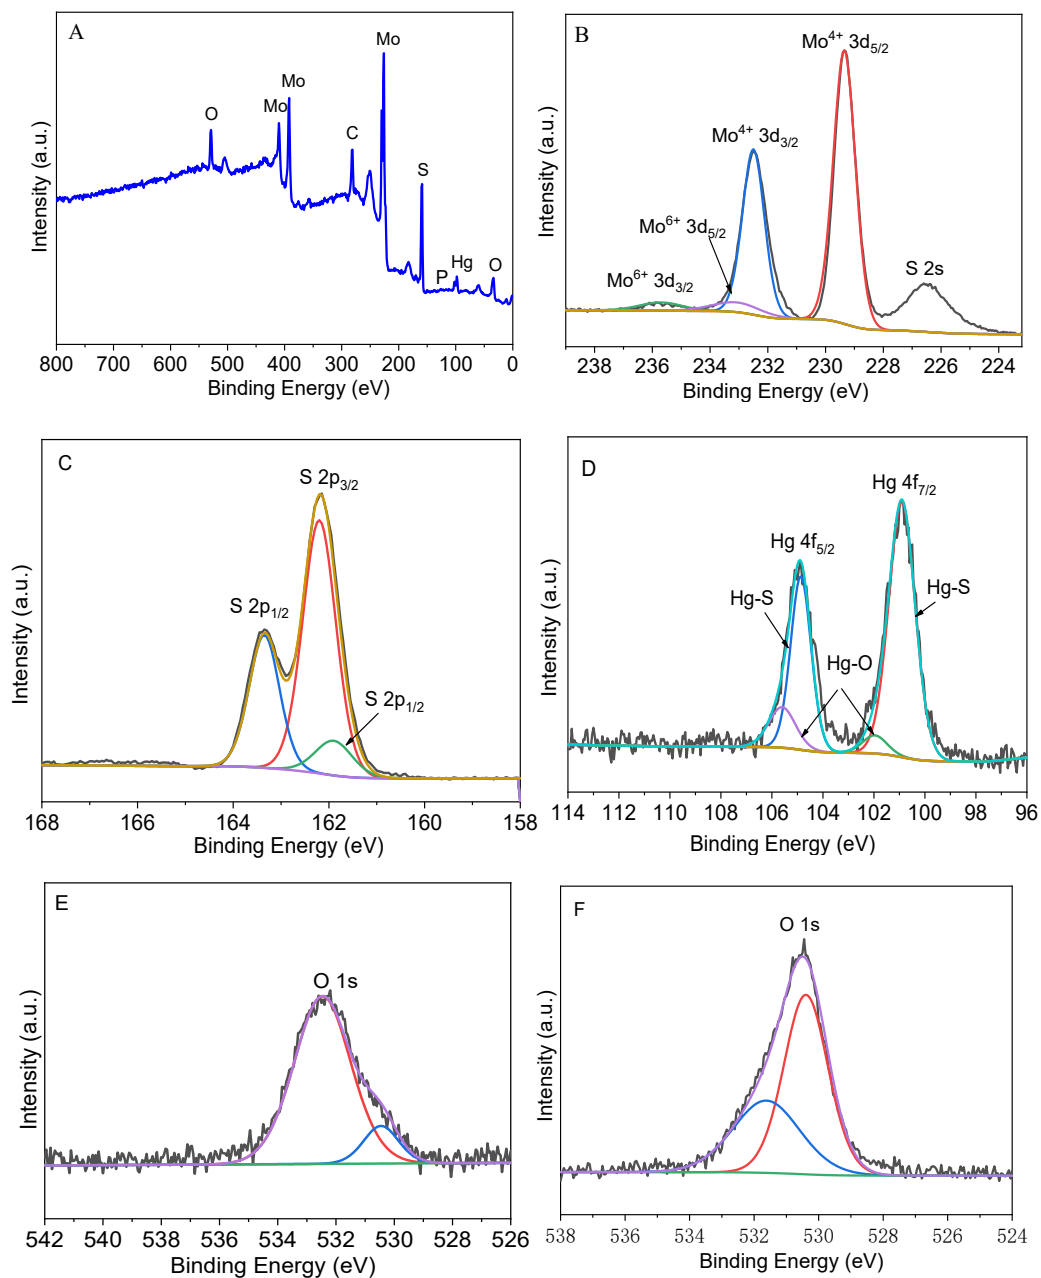 A
Mo
Mo
Mo
O
C
S
P
Hg
O
Intensity (a.u.)
800 700 600 500 400 300 200 100 0
Binding Energy (eV)
B
Mo4+ 3d5/2
Mo4+ 3d3/2
Mo6+ 3d5/2
Mo6+ 3d3/2
S 2s
Intensity (a.u.)
238 236 234 232 230 228 226 224
Binding Energy (eV)
C
S 2p3/2
S 2p1/2
S 2p1/2
Intensity (a.u.)
168 166 164 162 160 158
Binding Energy (eV)
D
Hg 4f7/2
Hg 4f5/2
Hg-S
Hg-S
Hg-O
Intensity (a.u.)
114 112 110 108 106 104 102 100 98 96
Binding Energy (eV)
E
O 1s
Intensity (a.u.)
542 540 538 536 534 532 530 528 526
Binding Energy (eV)
F
O 1s
Intensity (a.u.)
538 536 534 532 530 528 526 524
Binding Energy (eV)